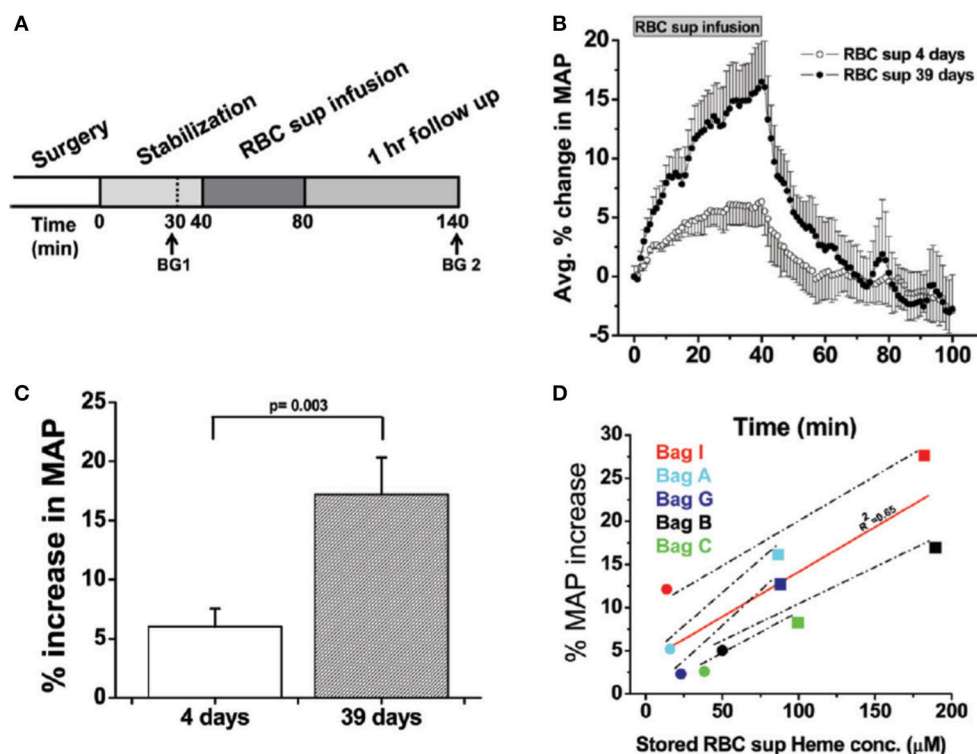 A
Surgery
Stabilization
RBC sup infusion
1 hr follow up
Time
(min)
0
30
40
80
140
BG1
BG 2
B
RBC sup infusion
RBC sup 4 days
RBC sup 39 days
Avg. % change in MAP
20
15
10
5
0
-5
0
20
40
60
80
100
C
% increase in MAP
25
20
15
10
5
0
p= 0.003
4 days
39 days
D
Time (min)
% MAP increase
30
25
20
15
10
5
0
Bag I
Bag A
Bag G
Bag B
Bag C
R²=0.65
0
50
100
150
200
Stored RBC sup Heme conc. (μM)